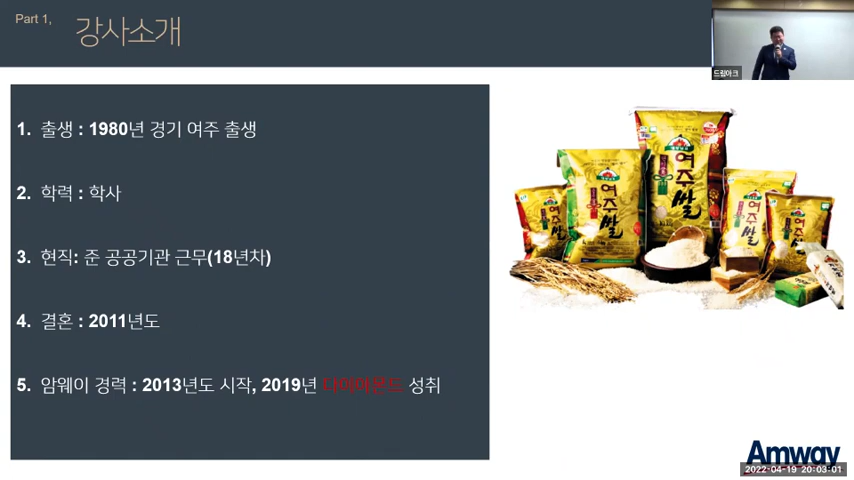 Part 1,
강사소개
드림아크
1. 출생 : 1980년 경기 여주 출생
2. 학력 : 학사
3. 현직: 준 공공기관 근무(18년차)
4. 결혼 : 2011년도
5. 암웨이 경력 : 2013년도 시작, 2019년 다이아몬드 성취
여주쌀
여주쌀
여주쌀
여주쌀
여주쌀
Amway
2022-04-19 20:03:01